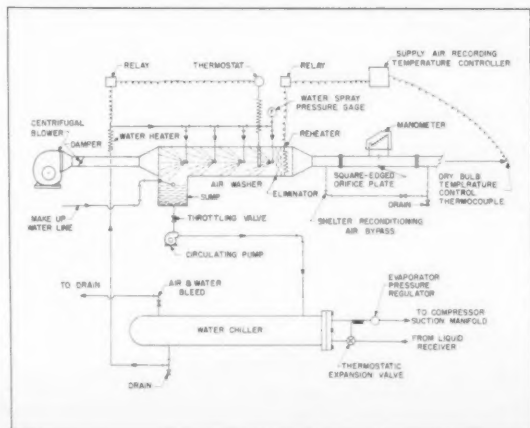 RELAY
THERMOSTAT
RELAY
SUPPLY AIR RECORDING
TEMPERATURE CONTROLLER
WATER SPRAY
PRESSURE GAGE
CENTRIFUGAL
BLOWER
DAMPER
WATER HEATER
REHEATER
MANOMETER
AIR WASHER
ELIMINATOR
SQUARE-EDGED
ORIFICE PLATE
DRY BULB
TEMPERATURE
CONTROL
THERMOCOUPLE
MAKE UP
WATER LINE
SUMP
DRAIN
THROTTLING VALVE
SHELTER RECONDITIONING
AIR BYPASS
CIRCULATING PUMP
TO DRAIN
AIR & WATER
BLEED
EVAPORATOR
PRESSURE
REGULATOR
WATER CHILLER
TO COMPRESSOR
SUCTION MANIFOLD
FROM LIQUID
RECEIVER
DRAIN
THERMOSTATIC
EXPANSION VALVE